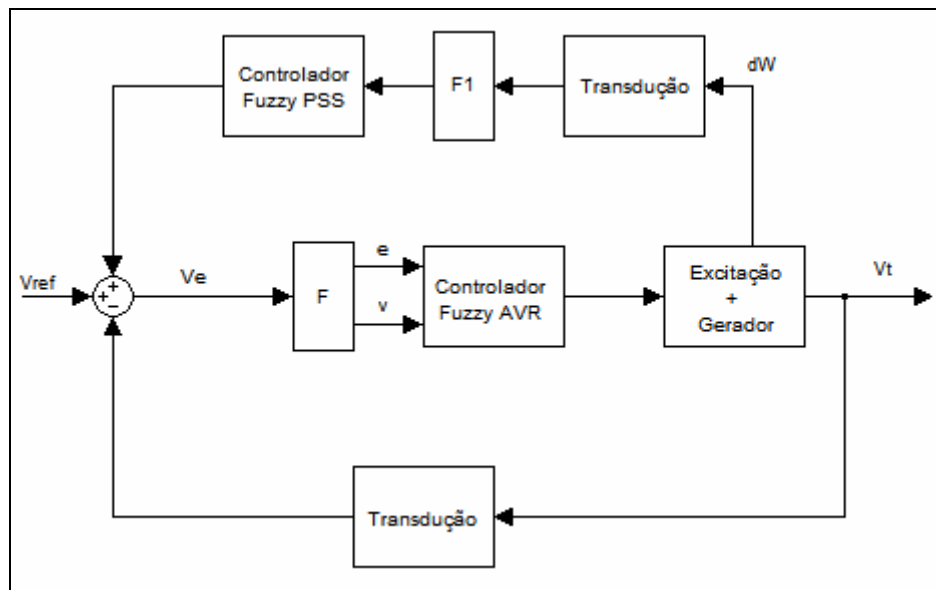 Controlador
Fuzzy PSS
F1
Transdução
dW
Vref
+
+
−
Ve
F
e
v
Controlador
Fuzzy AVR
Excitação
+
Gerador
Vt
Transdução